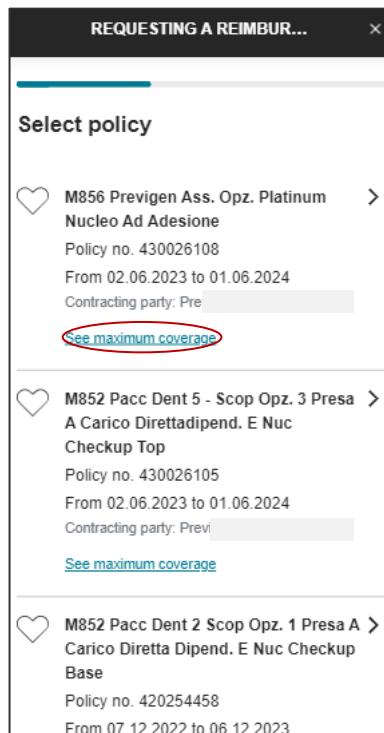 REQUESTING A REIMBUR...
Select policy
M856 Previgen Ass. Opz. Platinum
Nucleo Ad Adesione
Policy no. 430026108
From 02.06.2023 to 01.06.2024
Contracting party: Pre
See maximum coverage
M852 Pacc Dent 5 - Scop Opz. 3 Presa
A Carico Direttadipend. E Nuc
Checkup Top
Policy no. 430026105
From 02.06.2023 to 01.06.2024
Contracting party: Previ
See maximum coverage
M852 Pacc Dent 2 Scop Opz. 1 Presa A
Carico Diretta Dipend. E Nuc Checkup
Base
Policy no. 420254458
From 07.12.2022 to 06.12.2023